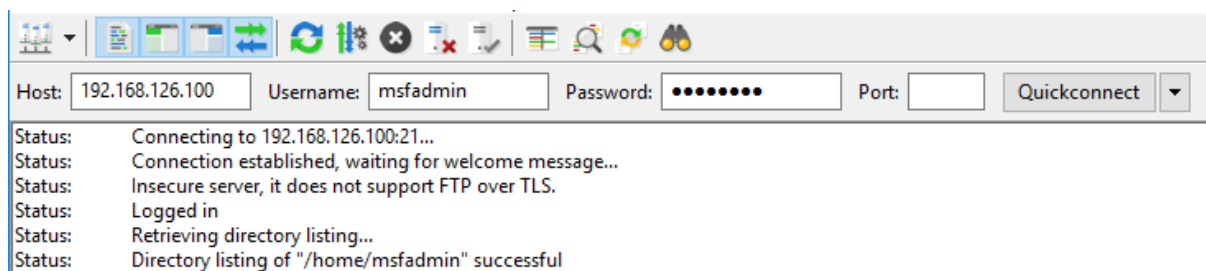 Host: 192.168.126.100 Username: msfadmin Password: ●●●●●●●● Port: Quickconnect
Status: Connecting to 192.168.126.100:21...
Status: Connection established, waiting for welcome message...
Status: Insecure server, it does not support FTP over TLS.
Status: Logged in
Status: Retrieving directory listing...
Status: Directory listing of "/home/msfadmin" successful